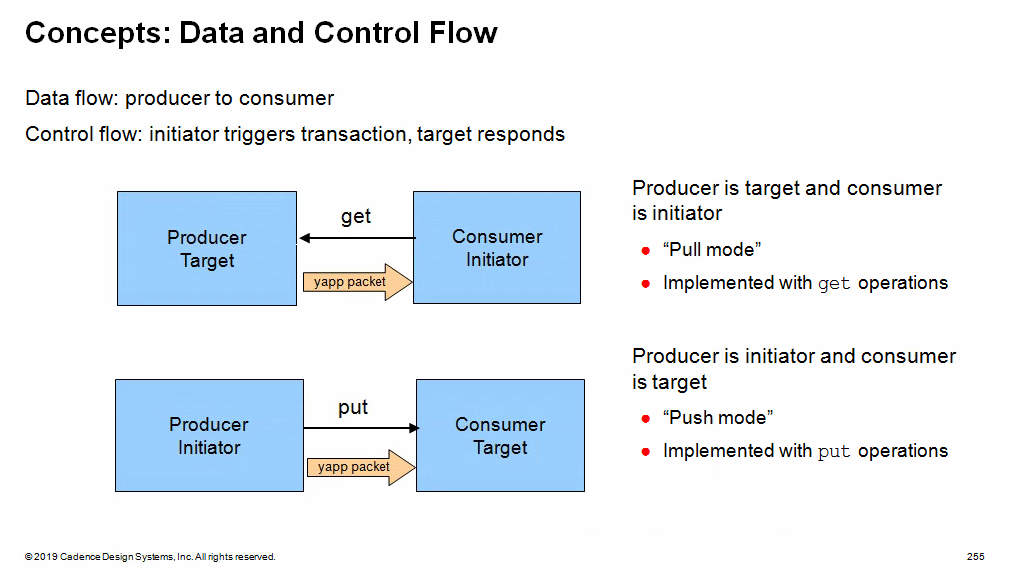 Concepts: Data and Control Flow
Data flow: producer to consumer
Control flow: initiator triggers transaction, target responds
Producer
Target
get
yapp packet
Consumer
Initiator
Producer is target and consumer
is initiator
● “Pull mode”
● Implemented with get operations
Producer
Initiator
put
yapp packet
Consumer
Target
Producer is initiator and consumer
is target
● “Push mode”
● Implemented with put operations
© 2019 Cadence Design Systems, Inc. All rights reserved.
255